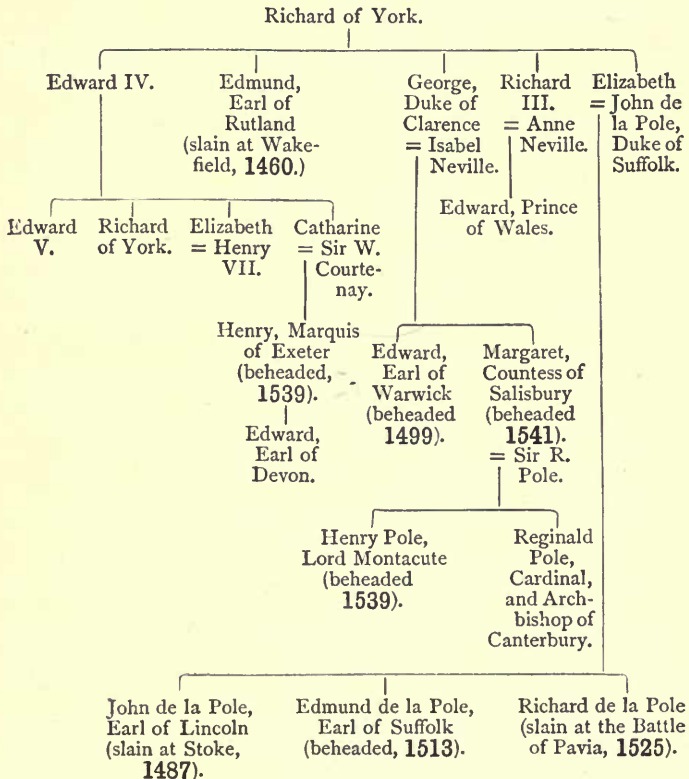 Richard of York.
Edward IV.
Edmund,
Earl of
Rutland
(slain at Wake-
field, 1460.)
George,
Duke of
Clarence
= Isabel
Neville.
Richard
III.
= Anne
Neville.
Elizabeth
= John de
la Pole,
Duke of
Suffolk.
Edward
V.
Richard
of York.
Elizabeth
= Henry
VII.
Catharine
= Sir W.
Courte-
nay.
Edward, Prince
of Wales.
Henry, Marquis
of Exeter
(beheaded,
1539).
Edward,
Earl of
Devon.
Edward,
Earl of
Warwick
(beheaded
1499).
Margaret,
Countess of
Salisbury
(beheaded
1541).
= Sir R.
Pole.
Henry Pole,
Lord Montacute
(beheaded
1539).
Reginald
Pole,
Cardinal,
and Arch-
bishop of
Canterbury.
John de la Pole,
Earl of Lincoln
(slain at Stoke,
1487).
Edmund de la Pole,
Earl of Suffolk
(beheaded, 1513).
Richard de la Pole
(slain at the Battle
of Pavia, 1525).